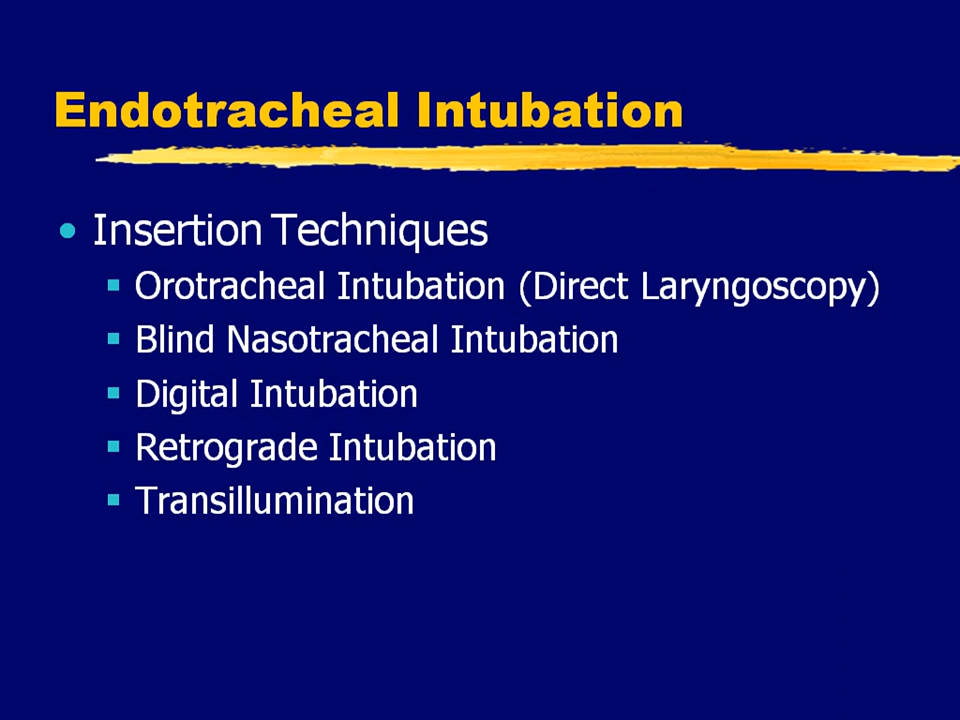 Endotracheal Intubation
• Insertion Techniques
▪ Orotracheal Intubation (Direct Laryngoscopy)
▪ Blind Nasotracheal Intubation
▪ Digital Intubation
▪ Retrograde Intubation
▪ Transillumination